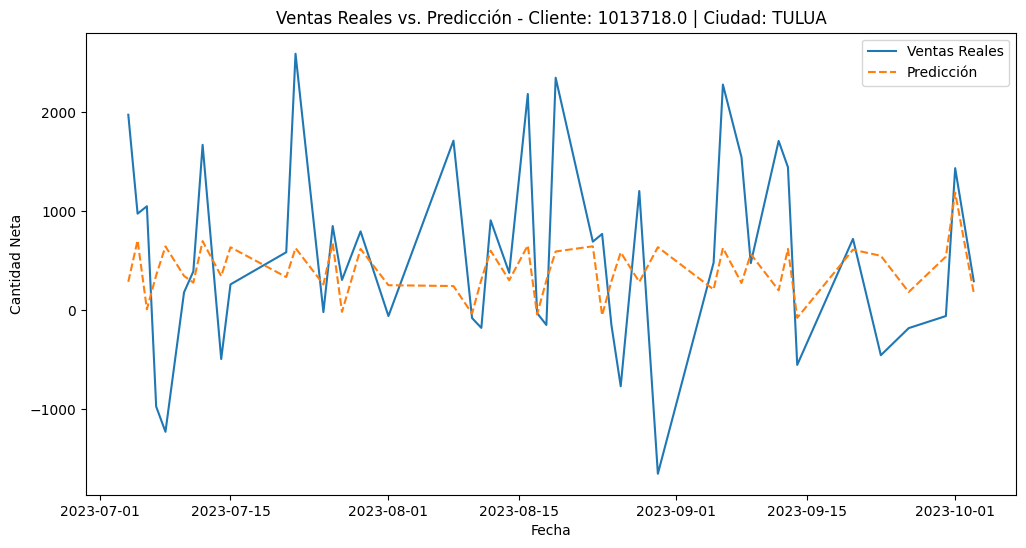 Ventas Reales vs. Predicción - Cliente: 1013718.0 | Ciudad: TULUA
Ventas Reales
Predicción
Cantidad Neta
2000
1000
0
−1000
2023-07-01
2023-07-15
2023-08-01
2023-08-15
2023-09-01
2023-09-15
2023-10-01
Fecha